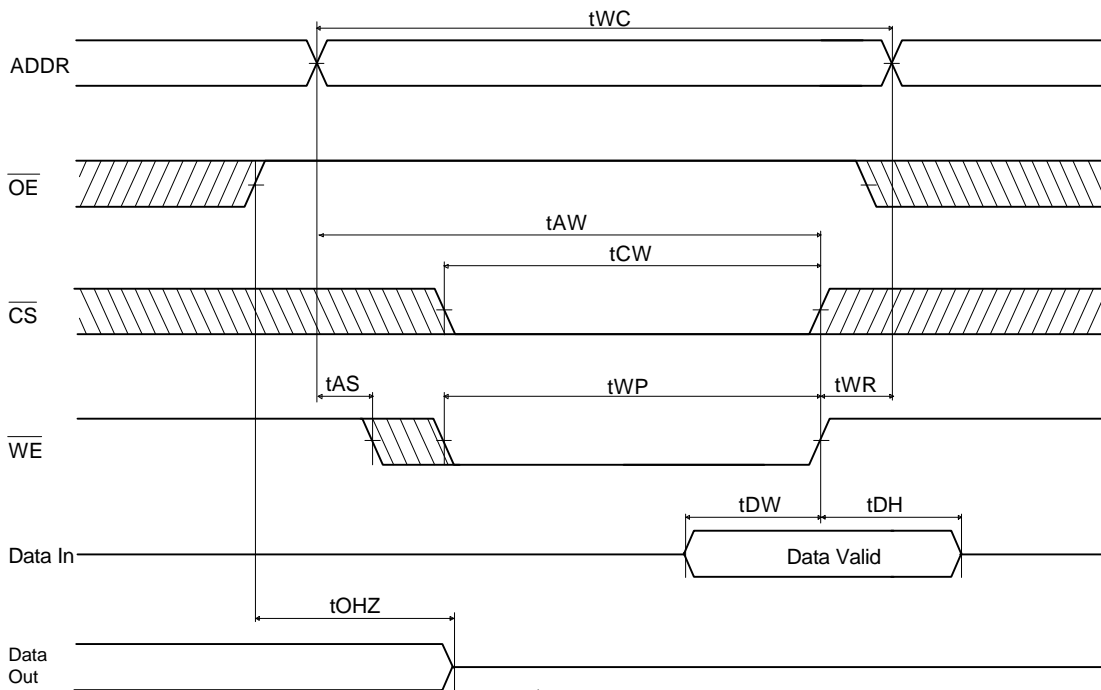 tWC
ADDR
OE
tAW
tCW
CS
tAS
tWP
tWR
WE
tDW
tDH
Data In
Data Valid
tOHZ
Data
Out